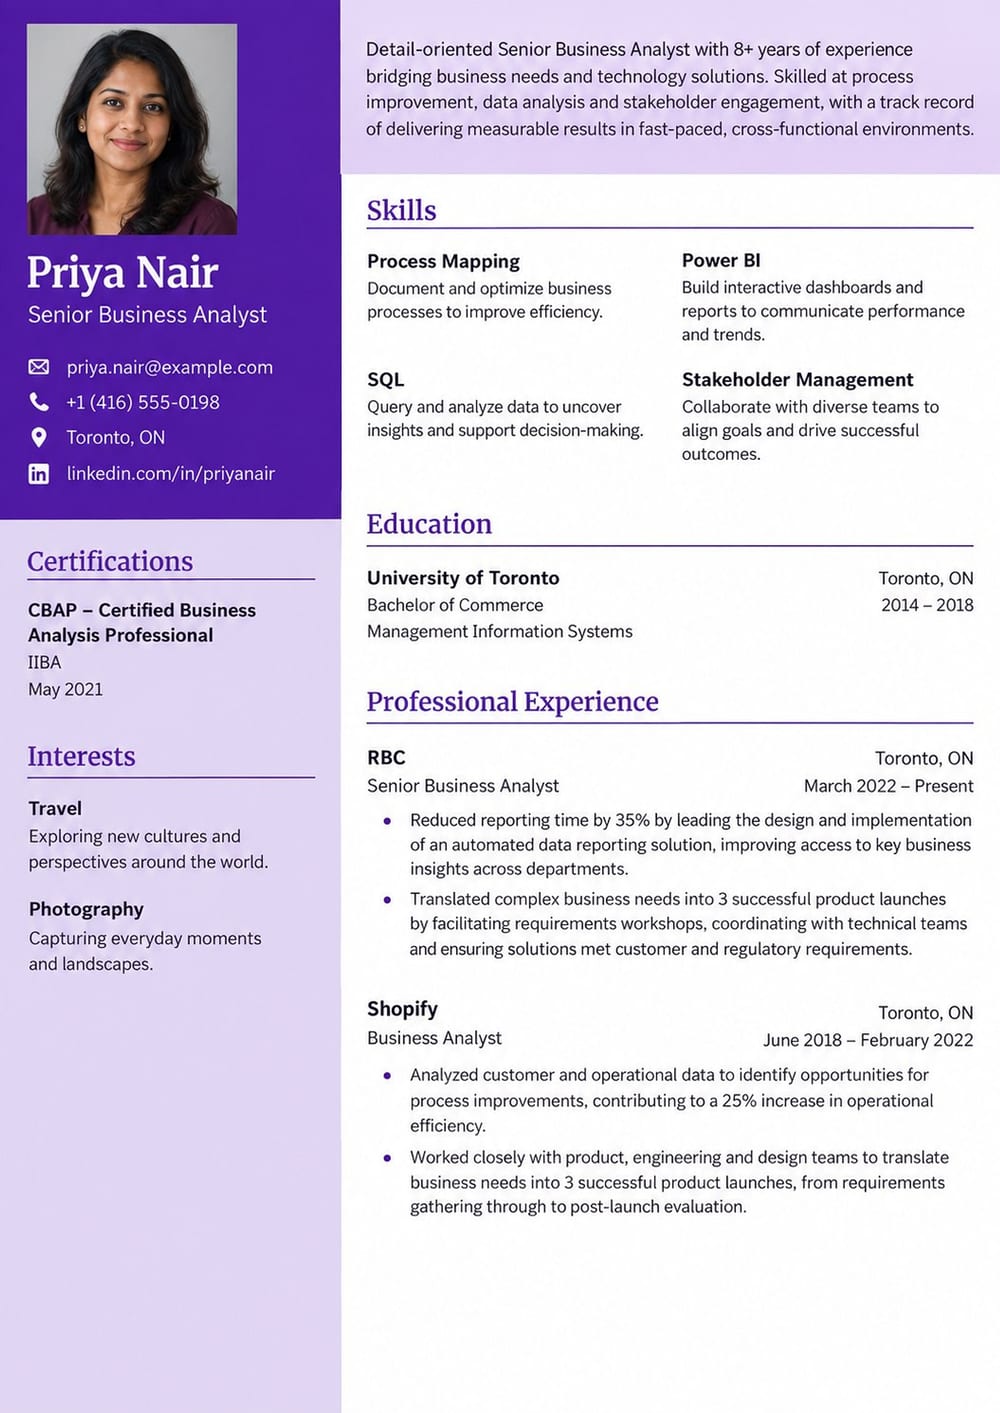 Priya Nair
Senior Business Analyst
priya.nair@example.com
+1 (416) 555-0198
Toronto, ON
linkedin.com/in/priyanair
Certifications
CBAP – Certified Business
Analysis Professional
IIBA
May 2021
Interests
Travel
Exploring new cultures and
perspectives around the world.
Photography
Capturing everyday moments
and landscapes.
Detail-oriented Senior Business Analyst with 8+ years of experience
bridging business needs and technology solutions. Skilled at process
improvement, data analysis and stakeholder engagement, with a track record
of delivering measurable results in fast-paced, cross-functional environments.
Skills
Process Mapping
Document and optimize business
processes to improve efficiency.
Power BI
Build interactive dashboards and
reports to communicate performance
and trends.
SQL
Query and analyze data to uncover
insights and support decision-making.
Stakeholder Management
Collaborate with diverse teams to
align goals and drive successful
outcomes.
Education
University of Toronto
Toronto, ON
Bachelor of Commerce
2014 – 2018
Management Information Systems
Professional Experience
RBC
Toronto, ON
Senior Business Analyst
March 2022 – Present
• Reduced reporting time by 35% by leading the design and implementation
of an automated data reporting solution, improving access to key business
insights across departments.
• Translated complex business needs into 3 successful product launches
by facilitating requirements workshops, coordinating with technical teams
and ensuring solutions met customer and regulatory requirements.
Shopify
Toronto, ON
Business Analyst
June 2018 – February 2022
• Analyzed customer and operational data to identify opportunities for
process improvements, contributing to a 25% increase in operational
efficiency.
• Worked closely with product, engineering and design teams to translate
business needs into 3 successful product launches, from requirements
gathering through to post-launch evaluation.